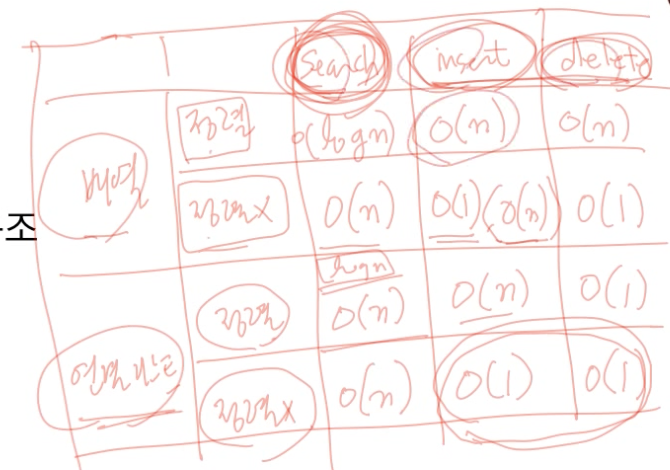 search insert delete
정렬 O(logn) O(n) O(n)
배열
정렬X O(n) O(1) (O(n)) O(1)
조
logn
정렬 O(n) O(n) O(1)
연결리스트
정렬X O(n) O(1) O(1)